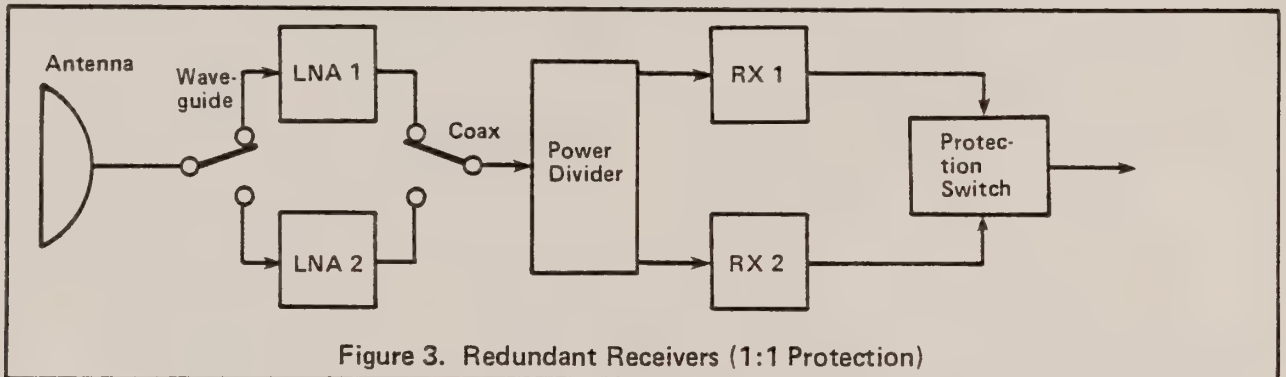 Antenna
Wave-
guide
LNA 1
LNA 2
Coax
Power
Divider
RX 1
RX 2
Protec-
tion
Switch
Figure 3. Redundant Receivers (1:1 Protection)